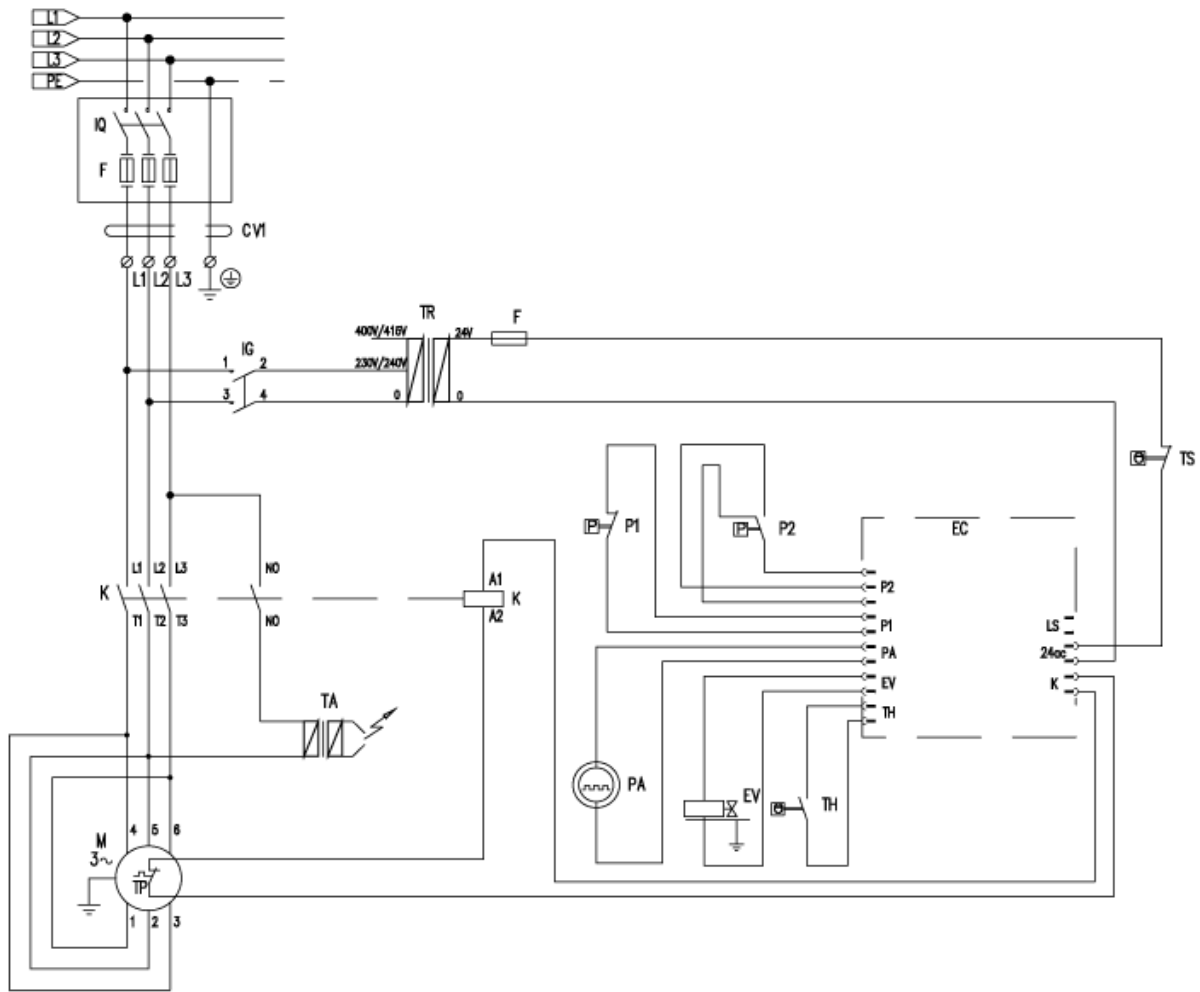 L1
L2
L3
PE
IQ
F
CV1
L1 L2 L3
TR
F
400V/415V
24V
IG
1 2
230V/240V
3 4
0
0
TS
P
P1
P
P2
EC
L1 L2 L3
NO
A1
K
K
A2
T1 T2 T3
NO
P2
P1
LS
PA
24ac
EV
K
TH
TA
PA
EV
TH
M
3~
4 5 6
TP
1 2 3